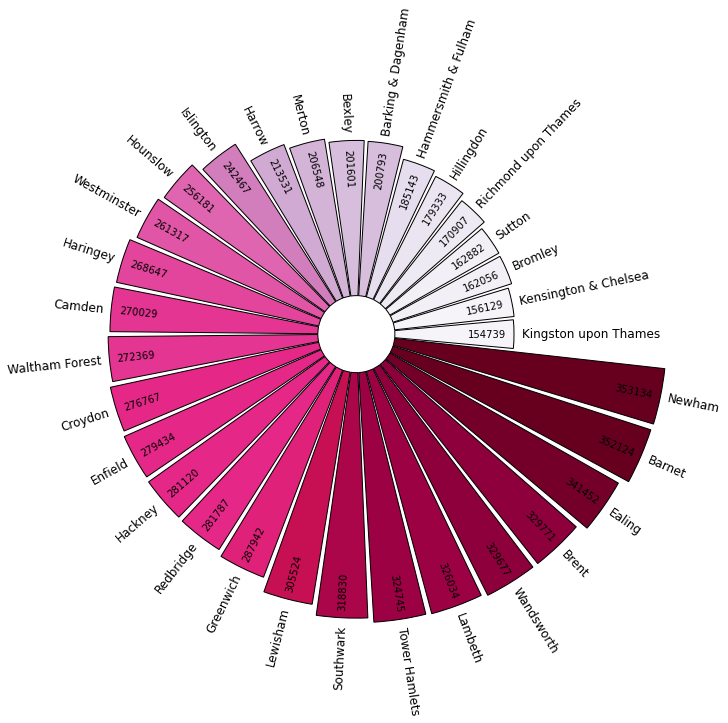 Kingston upon Thames 154739
Kensington & Chelsea 156129
Bromley 162056
Sutton 162882
Richmond upon Thames 170907
Hillingdon 179333
Hammersmith & Fulham 185143
Barking & Dagenham 200793
Bexley 201601
Merton 206548
Harrow 213531
Islington 242467
Hounslow 256181
Westminster 261317
Haringey 268647
Camden 270029
Waltham Forest 272369
Croydon 276767
Enfield 279434
Hackney 281120
Redbridge 281787
Greenwich 287942
Lewisham 305524
Southwark 318830
Tower Hamlets 324745
Lambeth 326034
Wandsworth 329677
Brent 329771
Ealing 341452
Barnet 352124
Newham 353134